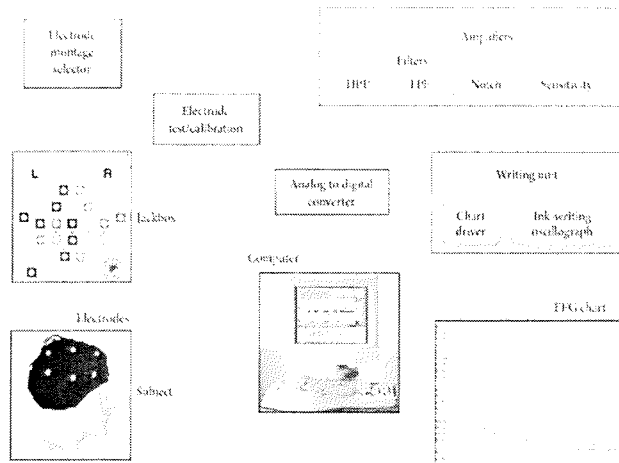 Electrode
montage
selector
Amplifiers
Filters
HPF LPF Notch Sensitivity
Electrode
test/calibration
L R
Jackbox
Analog to digital
converter
Writing unit
Chart
driver
Ink writing
oscillograph
Computer
Electrodes
EEG chart
Subject